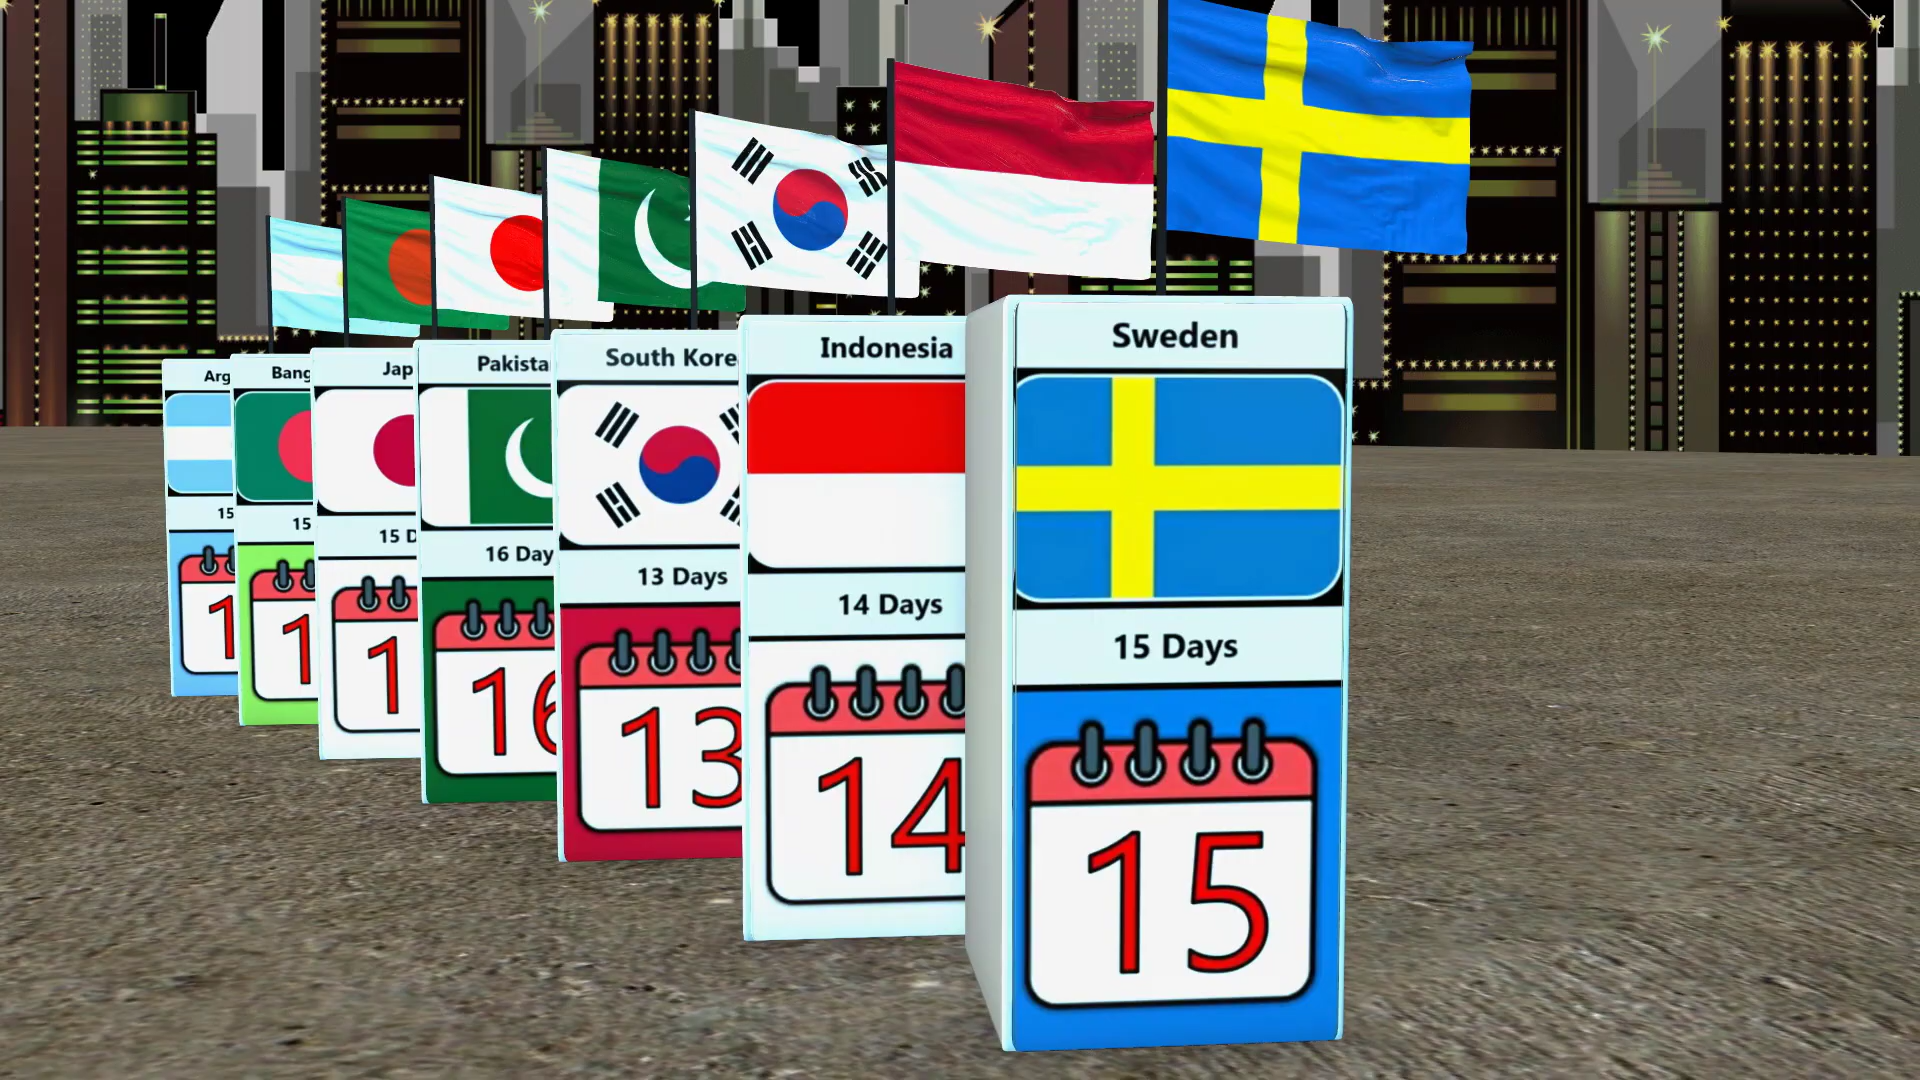 Sweden
15 Days
15
Indonesia
14 Days
14
South Kore
13 Days
13
Pakista
16 Day
16
Jap
15 D
1
Bang
15
1
Arg
15
1